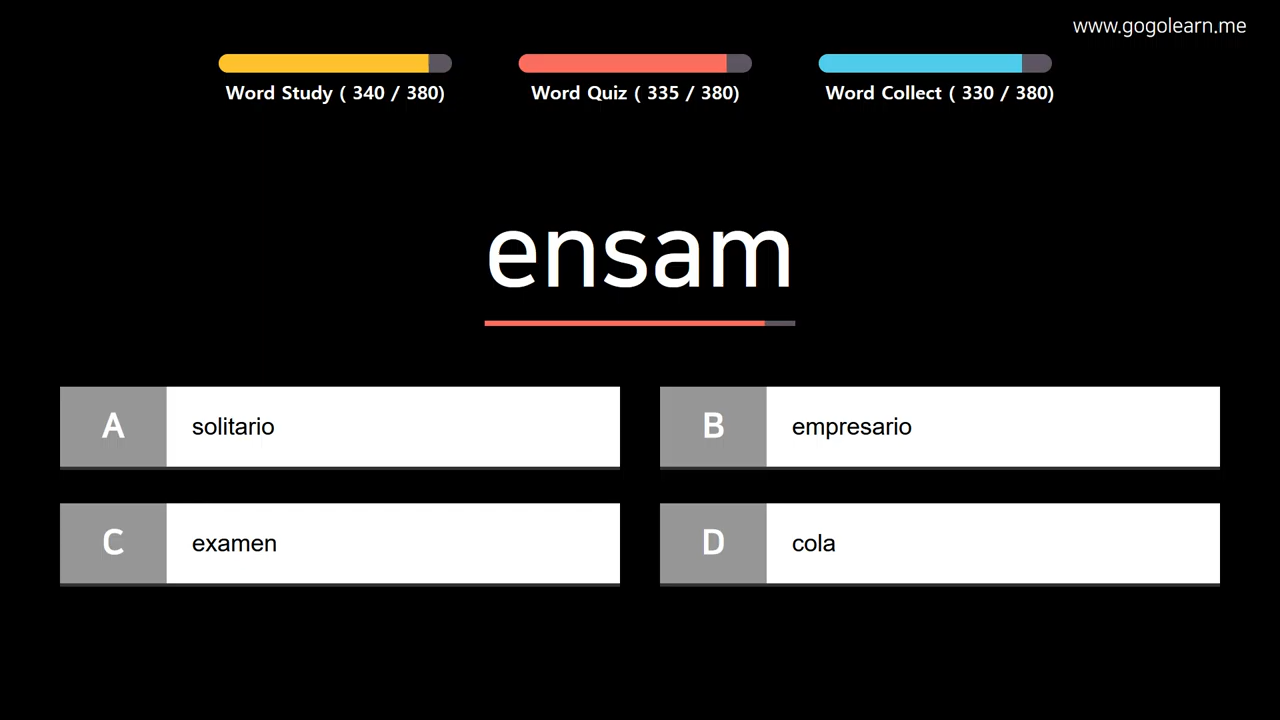 www.gogolearn.me
Word Study ( 340 / 380)
Word Quiz ( 335 / 380)
Word Collect ( 330 / 380)
ensam
A solitario
B empresario
C examen
D cola